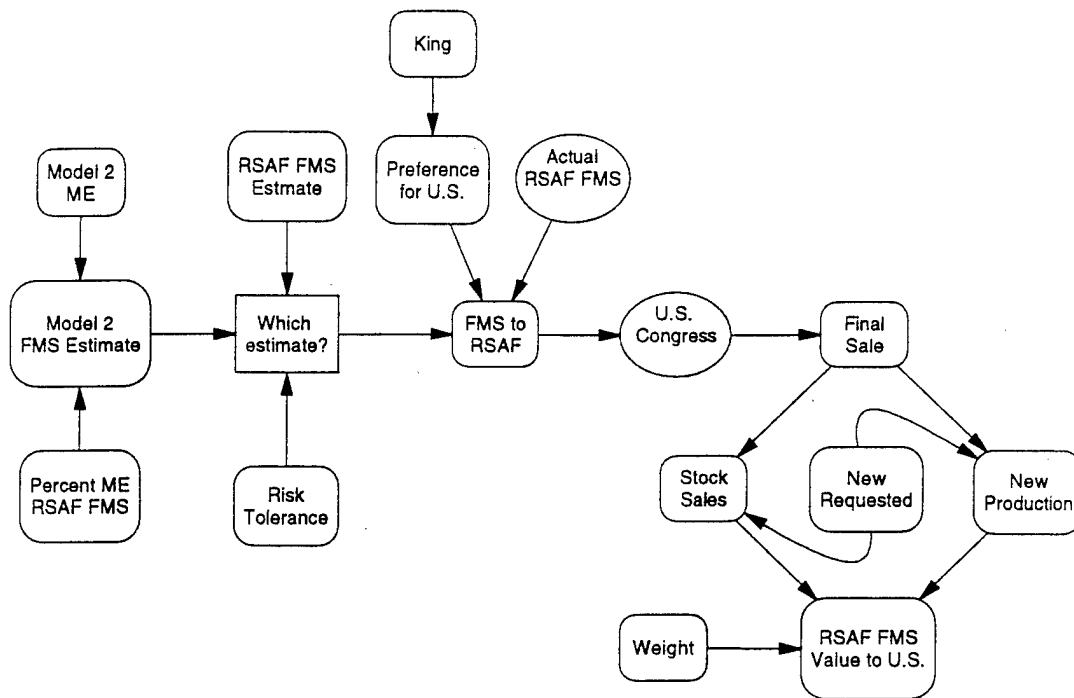 King
Model 2
ME
RSAF FMS
Estmate
Preference
for U.S.
Actual
RSAF FMS
Model 2
FMS Estimate
Which
estimate?
FMS to
RSAF
U.S.
Congress
Final
Sale
Percent ME
RSAF FMS
Risk
Tolerance
Stock
Sales
New
Requested
New
Production
Weight
RSAF FMS
Value to U.S.